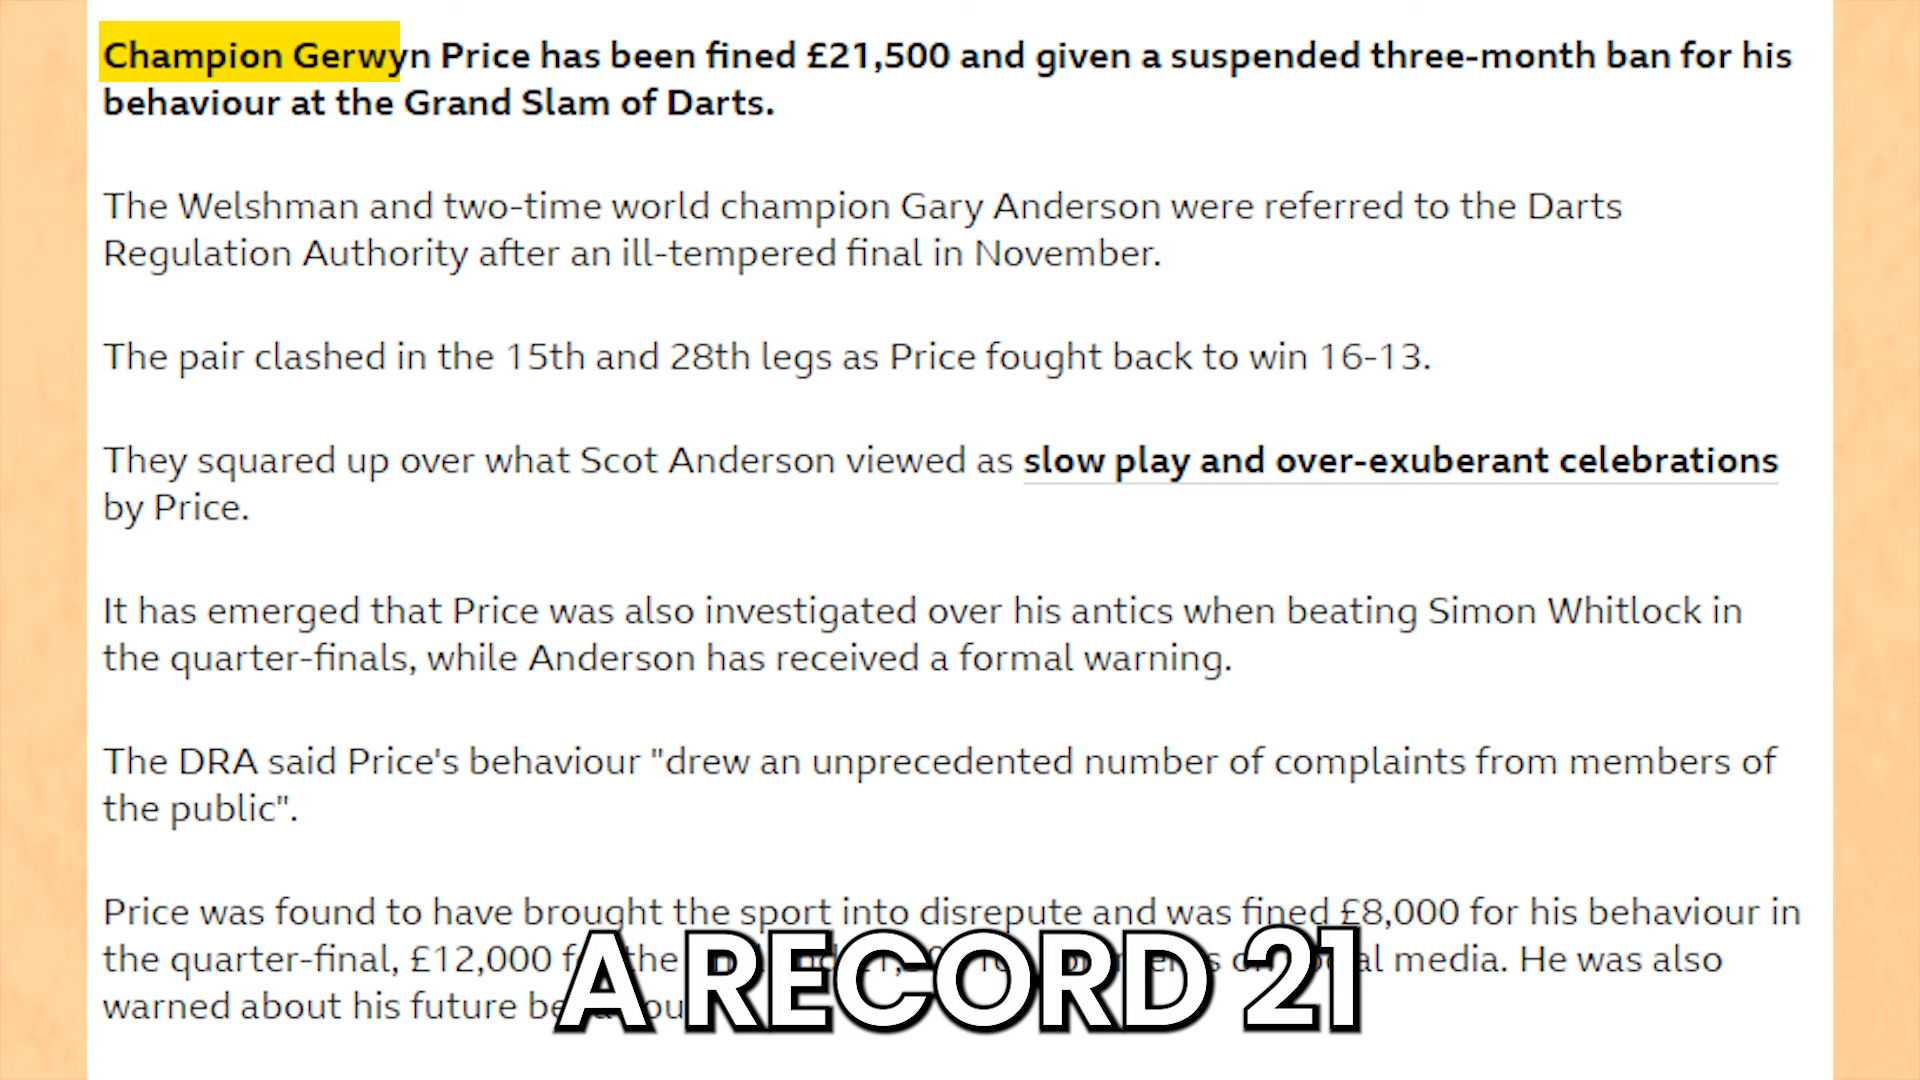 Champion Gerwyn Price has been fined £21,500 and given a suspended three-month ban for his
behaviour at the Grand Slam of Darts.
The Welshman and two-time world champion Gary Anderson were referred to the Darts
Regulation Authority after an ill-tempered final in November.
The pair clashed in the 15th and 28th legs as Price fought back to win 16-13.
They squared up over what Scot Anderson viewed as slow play and over-exuberant celebrations
by Price.
It has emerged that Price was also investigated over his antics when beating Simon Whitlock in
the quarter-finals, while Anderson has received a formal warning.
The DRA said Price's behaviour "drew an unprecedented number of complaints from members of
the public".
Price was found to have brought the sport into disrepute and was fined £8,000 for his behaviour in
the quarter-final, £12,000 the media. He was also
warned about his future
A RECORD 21